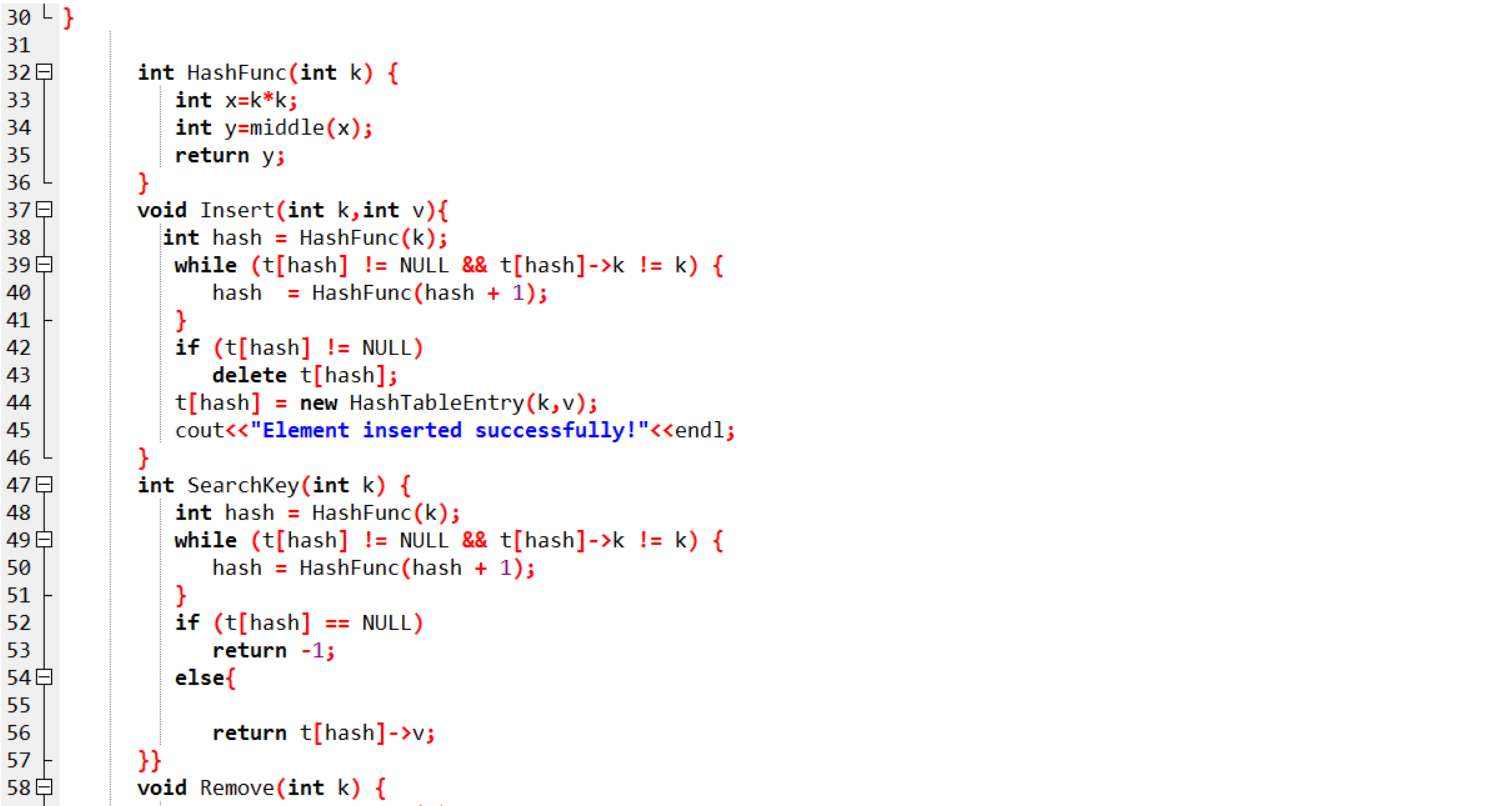 30 }
31
32 int HashFunc(int k) {
33 int x=k*k;
34 int y=middle(x);
35 return y;
36 }
37 void Insert(int k,int v){
38 int hash = HashFunc(k);
39 while (t[hash] != NULL && t[hash]->k != k) {
40 hash  = HashFunc(hash + 1);
41 }
42 if (t[hash] != NULL)
43 delete t[hash];
44 t[hash] = new HashTableEntry(k,v);
45 cout<<"Element inserted successfully!"<<endl;
46 }
47 int SearchKey(int k) {
48 int hash = HashFunc(k);
49 while (t[hash] != NULL && t[hash]->k != k) {
50 hash = HashFunc(hash + 1);
51 }
52 if (t[hash] == NULL)
53 return -1;
54 else{
55
56 return t[hash]->v;
57 }}
58 void Remove(int k) {